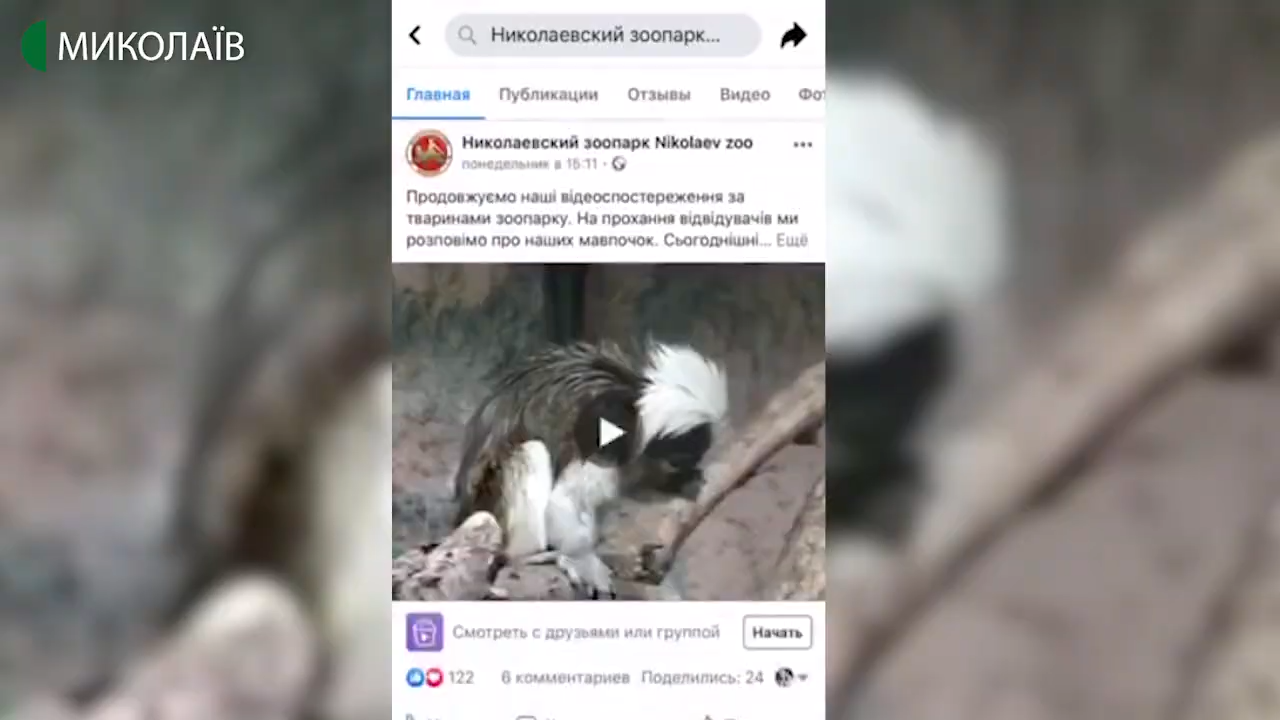 МИКОЛАЇВ
Николаевский зоопарк...
Главная Публикации Отзывы Видео Фот
Николаевский зоопарк Nikolaev zoo
понедельник в 15:11
Продовжуємо наші відеоспостереження за
тваринами зоопарку. На прохання відвідувачів ми
розповімо про наших мавпочок. Сьогоднішні... Ещё
Смотреть с друзьями или группой Начать
122 6 комментариев Поделились: 24